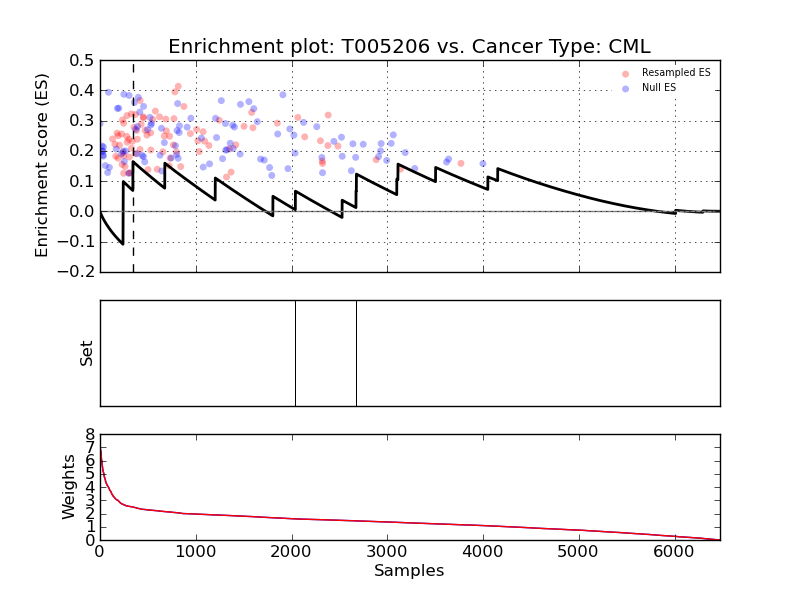 Enrichment plot: T005206 vs. Cancer Type: CML
Enrichment score (ES)
0.5
0.4
0.3
0.2
0.1
0.0
−0.1
−0.2
Resampled ES
Null ES
Set
Weights
8
7
6
5
4
3
2
1
0
0 1000 2000 3000 4000 5000 6000
Samples